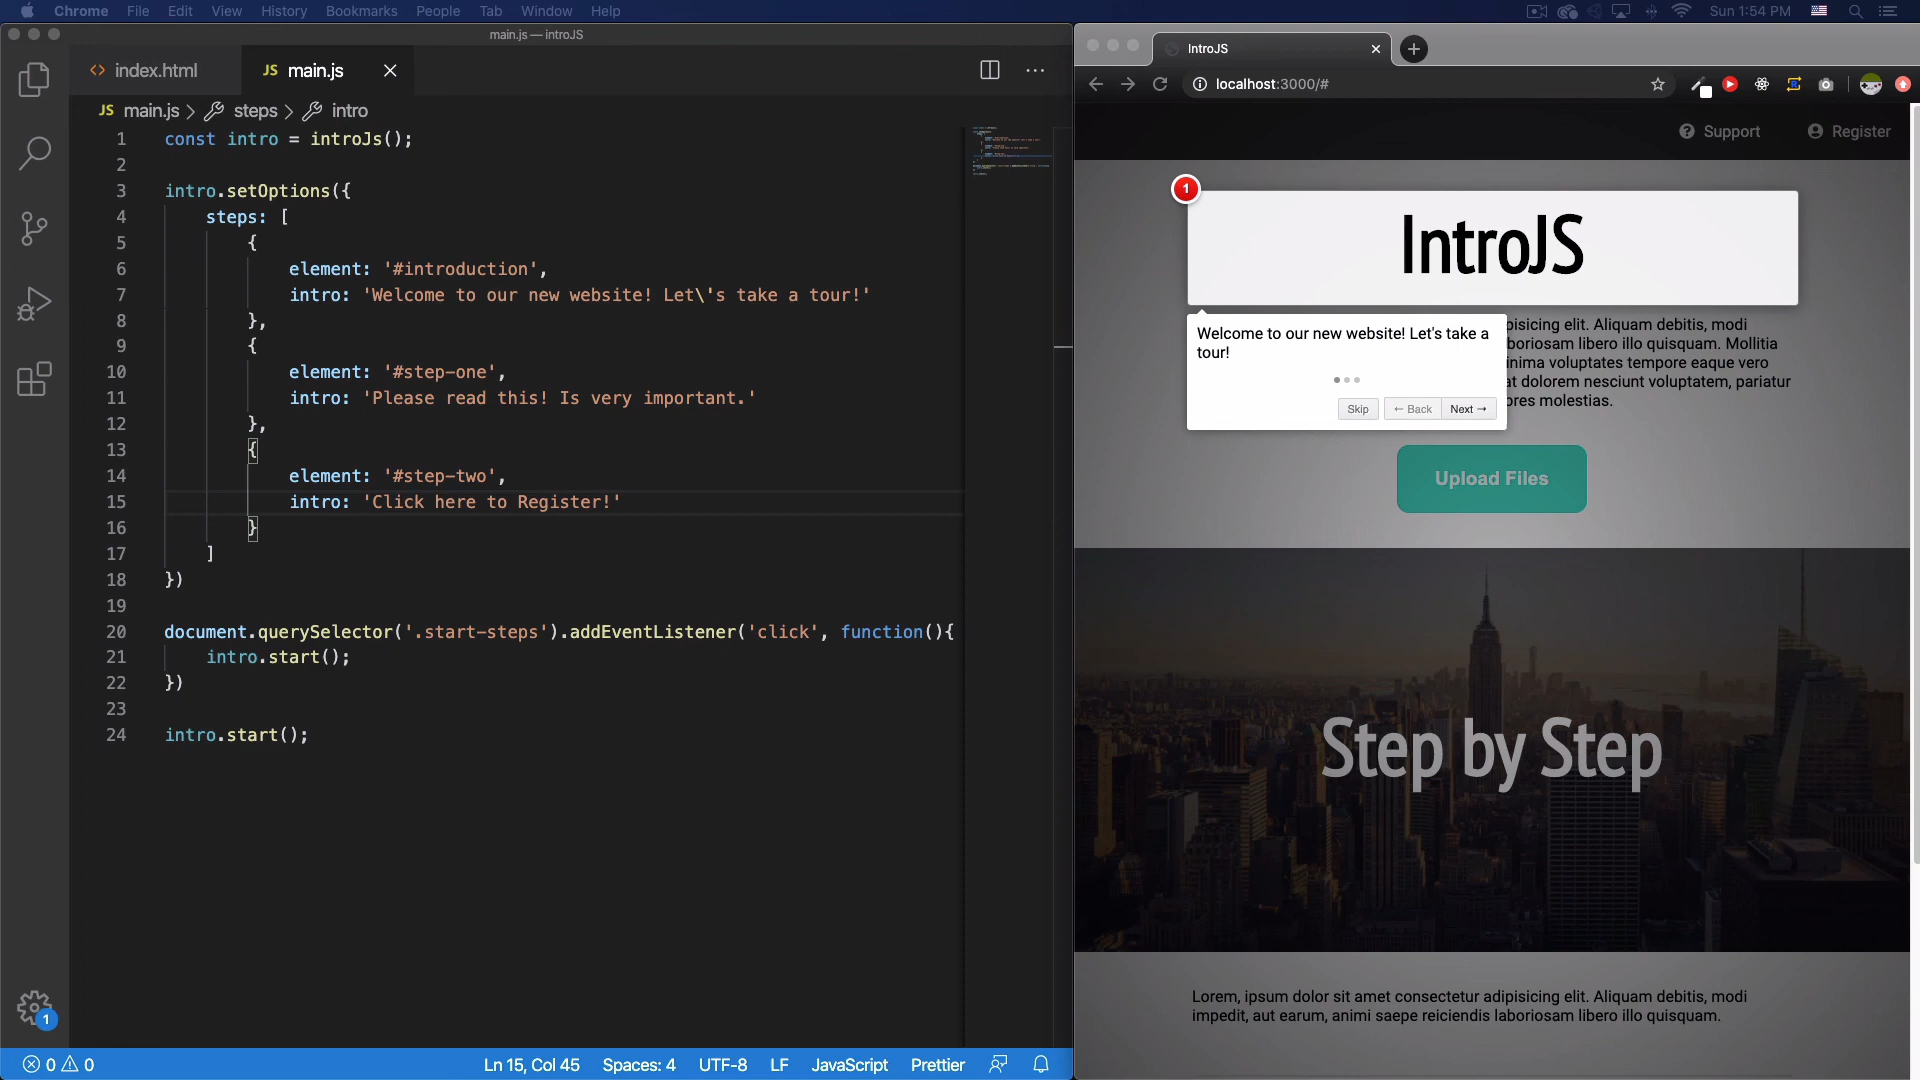 Chrome File Edit View History Bookmarks People Tab Window Help Sun 1:54 PM
main.js — introJS
index.html
JS main.js
JS main.js > steps > intro
1 const intro = introJs();
2
3 intro.setOptions({
4 steps: [
5 {
6 element: '#introduction',
7 intro: 'Welcome to our new website! Let\'s take a tour!'
8 },
9 {
10 element: '#step-one',
11 intro: 'Please read this! Is very important.'
12 },
13 {
14 element: '#step-two',
15 intro: 'Click here to Register!'
16 }
17 ]
18 })
19
20 document.querySelector('.start-steps').addEventListener('click', function(){
21 intro.start();
22 })
23
24 intro.start();
1
0 0
Ln 15, Col 45 Spaces: 4 UTF-8 LF JavaScript Prettier
IntroJS
localhost:3000/#
Support Register
1
IntroJS
Welcome to our new website! Let's take a
tour!
Skip ← Back Next →
adipisicing elit. Aliquam debitis, modi
laboriosam libero illo quisquam. Mollitia
minima voluptates tempore eaque vero
at dolorem nesciunt voluptatem, pariatur
molestias.
Upload Files
Step by Step
Lorem, ipsum dolor sit amet consectetur adipisicing elit. Aliquam debitis, modi
impedit, aut earum, animi saepe reiciendis laboriosam libero illo quisquam.